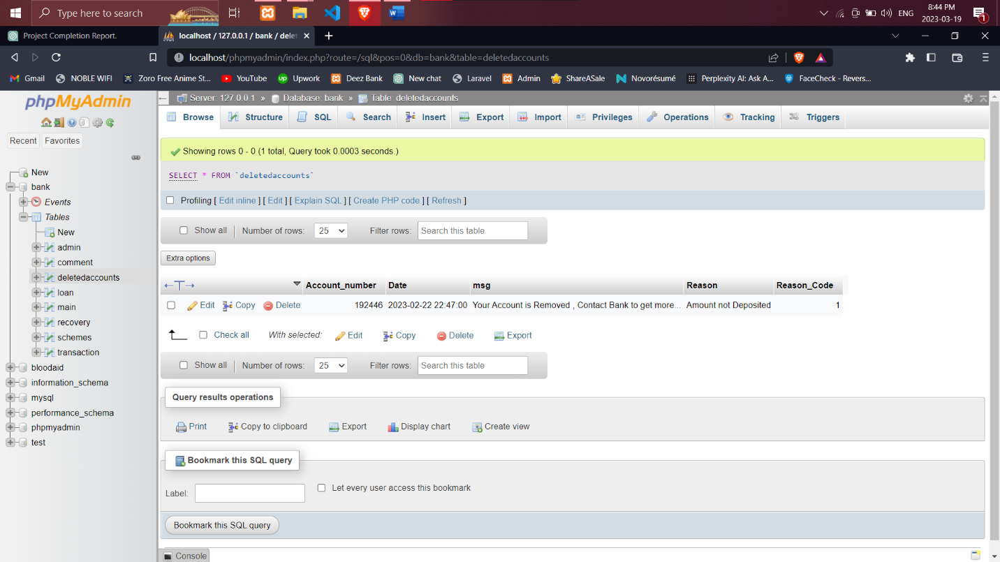 Type here to search
ENG
8:44 PM
2023-03-19
1
Project Completion Report.
localhost / 127.0.0.1 / bank / delet
localhost/phpmyadmin/index.php?route=/sql&pos=0&db=bank&table=deletedaccounts
Gmail NOBLE WIFI Zoro Free Anime St... YouTube Upwork Deez Bank New chat Laravel Admin ShareASale Novorésumé Perplexity AI: Ask A... FaceCheck - Revers...
phpMyAdmin
Recent Favorites
New
bank
Events
Tables
New
admin
comment
deletedaccounts
loan
main
recovery
schemes
transaction
bloodaid
information_schema
mysql
performance_schema
phpmyadmin
test
Server: 127.0.0.1 » Database: bank » Table: deletedaccounts
Browse Structure SQL Search Insert Export Import Privileges Operations Tracking Triggers
Showing rows 0 - 0 (1 total, Query took 0.0003 seconds.)
SELECT * FROM `deletedaccounts`
Profiling [ Edit inline ] [ Edit ] [ Explain SQL ] [ Create PHP code ] [ Refresh ]
Show all Number of rows: 25 Filter rows: Search this table
Extra options
Account_number Date msg Reason Reason_Code
Edit Copy Delete 192446 2023-02-22 22:47:00 Your Account is Removed , Contact Bank to get more... Amount not Deposited 1
Check all With selected: Edit Copy Delete Export
Show all Number of rows: 25 Filter rows: Search this table
Query results operations
Print Copy to clipboard Export Display chart Create view
Bookmark this SQL query
Label: Let every user access this bookmark
Bookmark this SQL query
Console